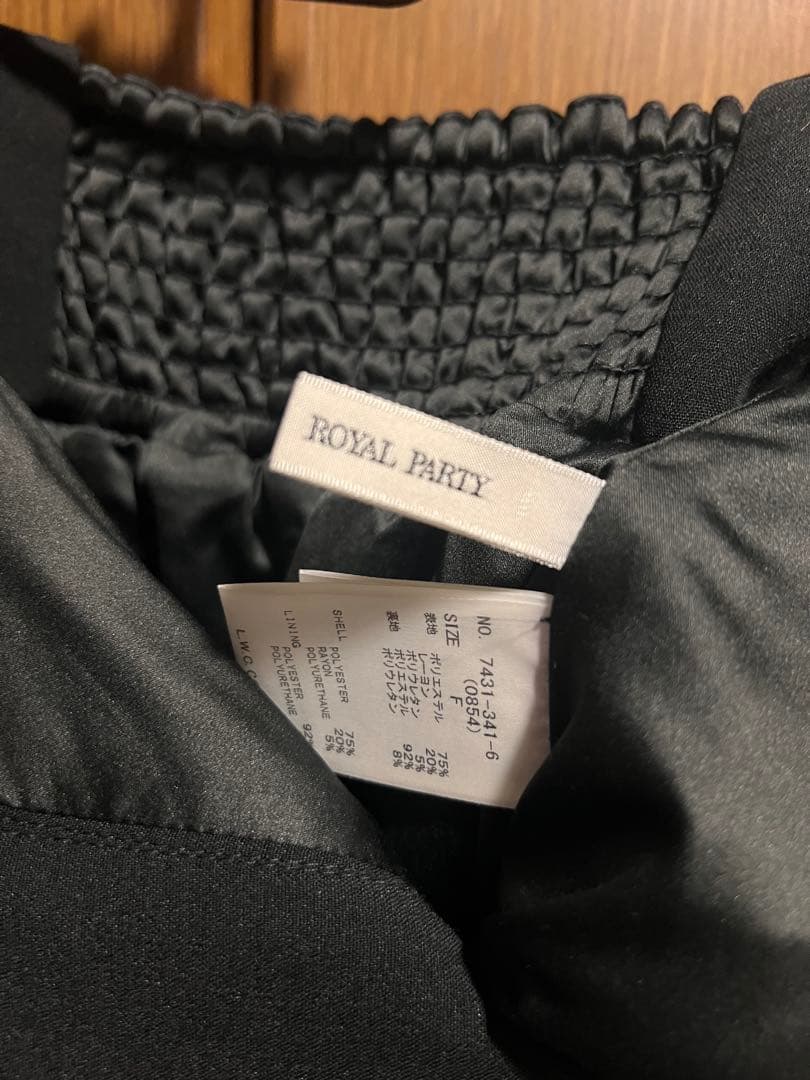 ROYAL PARTY
NO. 7431-341-6
(0854)
SIZE F
表地 ポリエステル 75%
レーヨン 20%
ポリウレタン 5%
裏地 ポリエステル 92%
ポリウレタン 8%
SHELL POLYESTER 75%
RAYON 20%
POLYURETHANE 5%
LINING POLYESTER 92%
POLYURETHANE
L.W.C.C